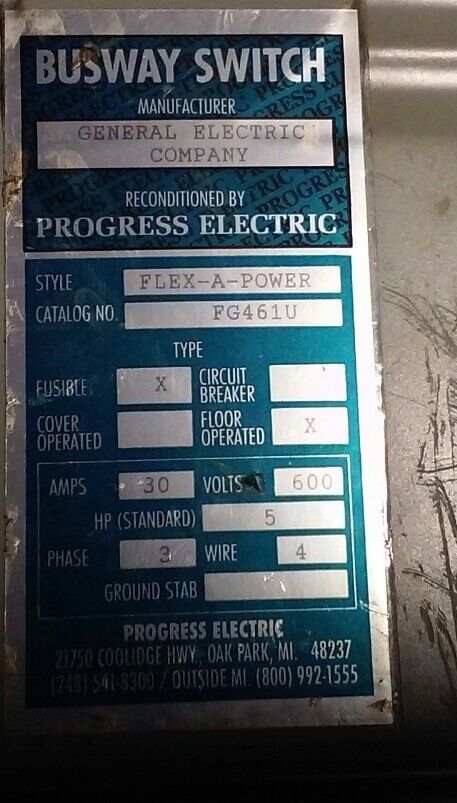 BUSWAY SWITCH
MANUFACTURER
GENERAL ELECTRIC
COMPANY
RECONDITIONED BY
PROGRESS ELECTRIC
STYLE FLEX-A-POWER
CATALOG NO. FG461U
TYPE
FUSIBLE X CIRCUIT BREAKER
COVER OPERATED FLOOR OPERATED X
AMPS 30 VOLTS 600
HP (STANDARD) 5
PHASE 3 WIRE 4
GROUND STAB
PROGRESS ELECTRIC
21750 COOLIDGE HWY., OAK PARK, MI. 48237
(248) 541-8300 / OUTSIDE MI (800) 992-1555